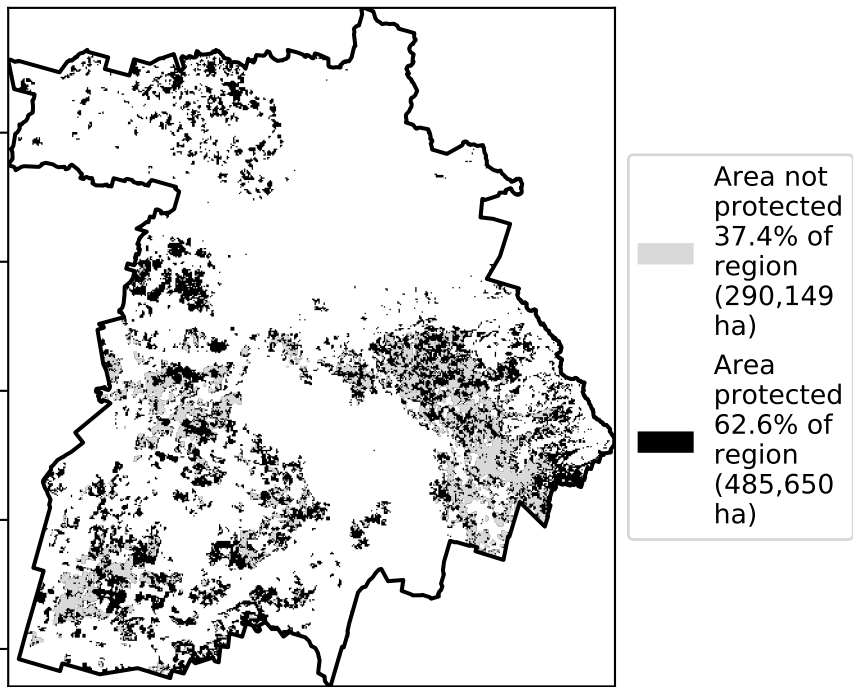 Area not
protected
37.4% of
region
(290,149
ha)
Area
protected
62.6% of
region
(485,650
ha)